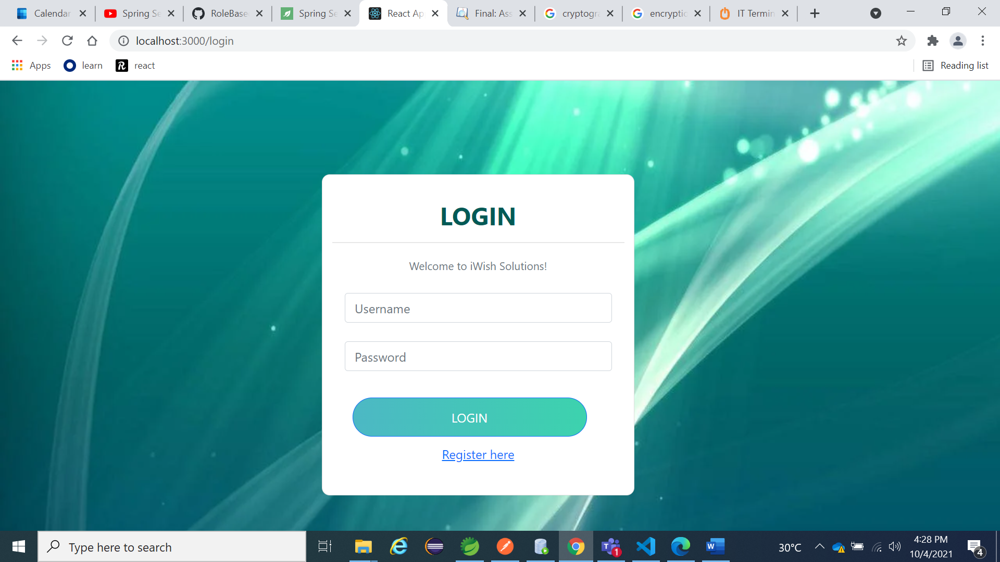 Calendar
Spring Se
RoleBase
Spring Se
React Ap
Final: Ass
cryptogra
encryptio
IT Termin
localhost:3000/login
Apps
learn
react
Reading list
LOGIN
Welcome to iWish Solutions!
Username
Password
LOGIN
Register here
Type here to search
30°C
4:28 PM
10/4/2021
1
4